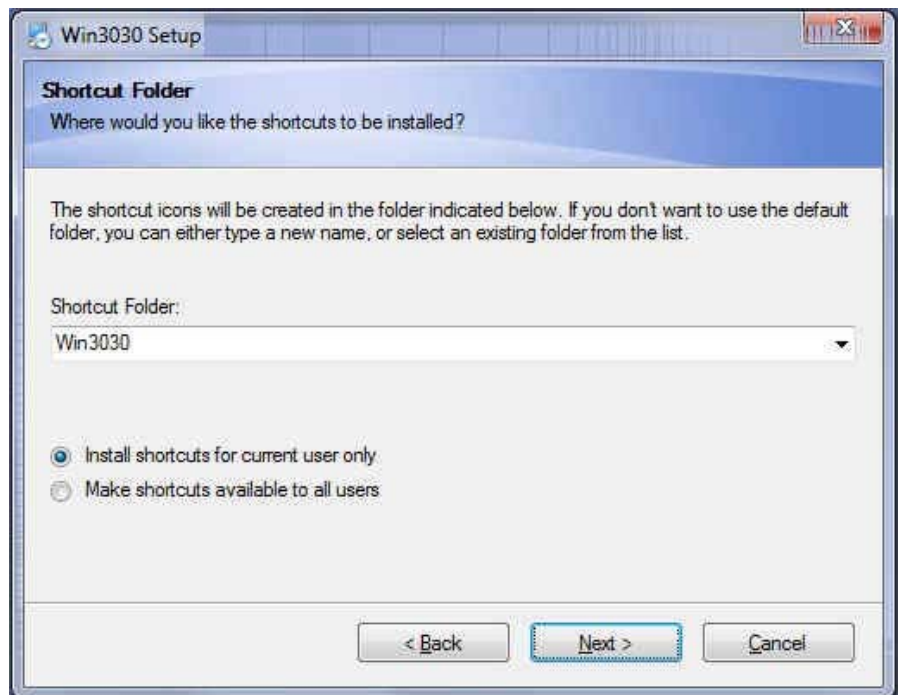 Win3030 Setup
Shortcut Folder
Where would you like the shortcuts to be installed?
The shortcut icons will be created in the folder indicated below. If you don't want to use the default
folder, you can either type a new name, or select an existing folder from the list.
Shortcut Folder:
Win3030
Install shortcuts for current user only
Make shortcuts available to all users
< Back
Next >
Cancel